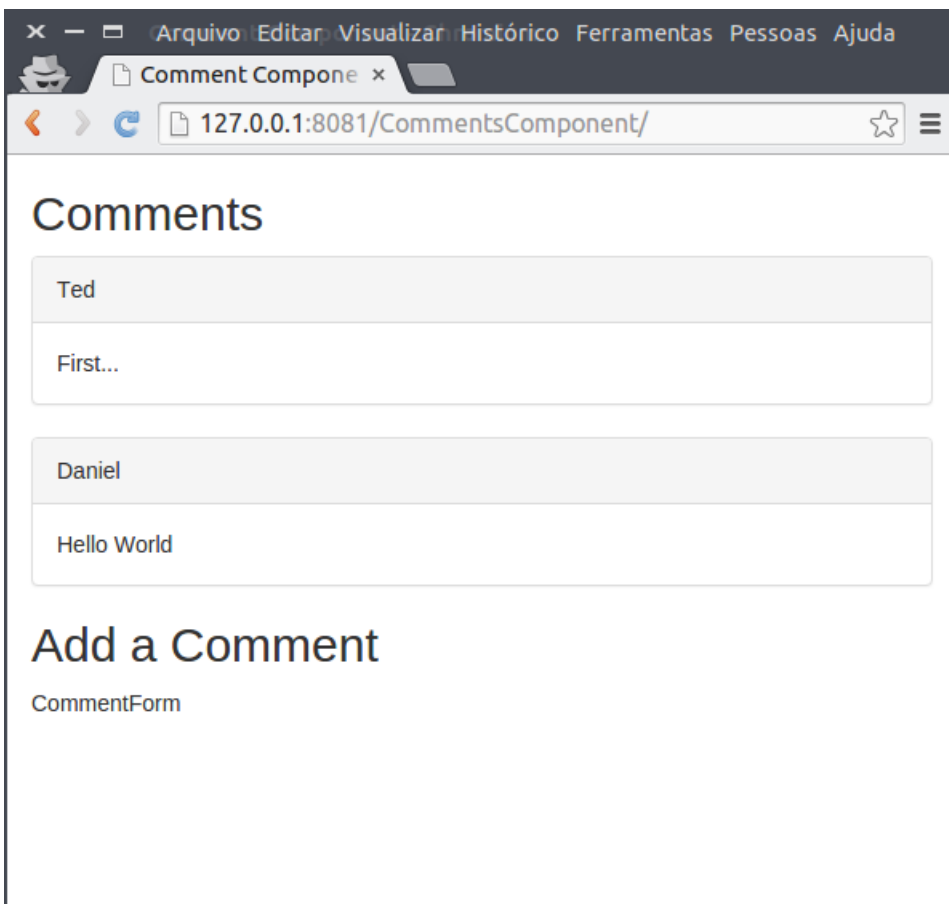 Arquivo Editar Visualizar Histórico Ferramentas Pessoas Ajuda
Comment Compone
127.0.0.1:8081/CommentsComponent/
Comments
Ted
First...
Daniel
Hello World
Add a Comment
CommentForm